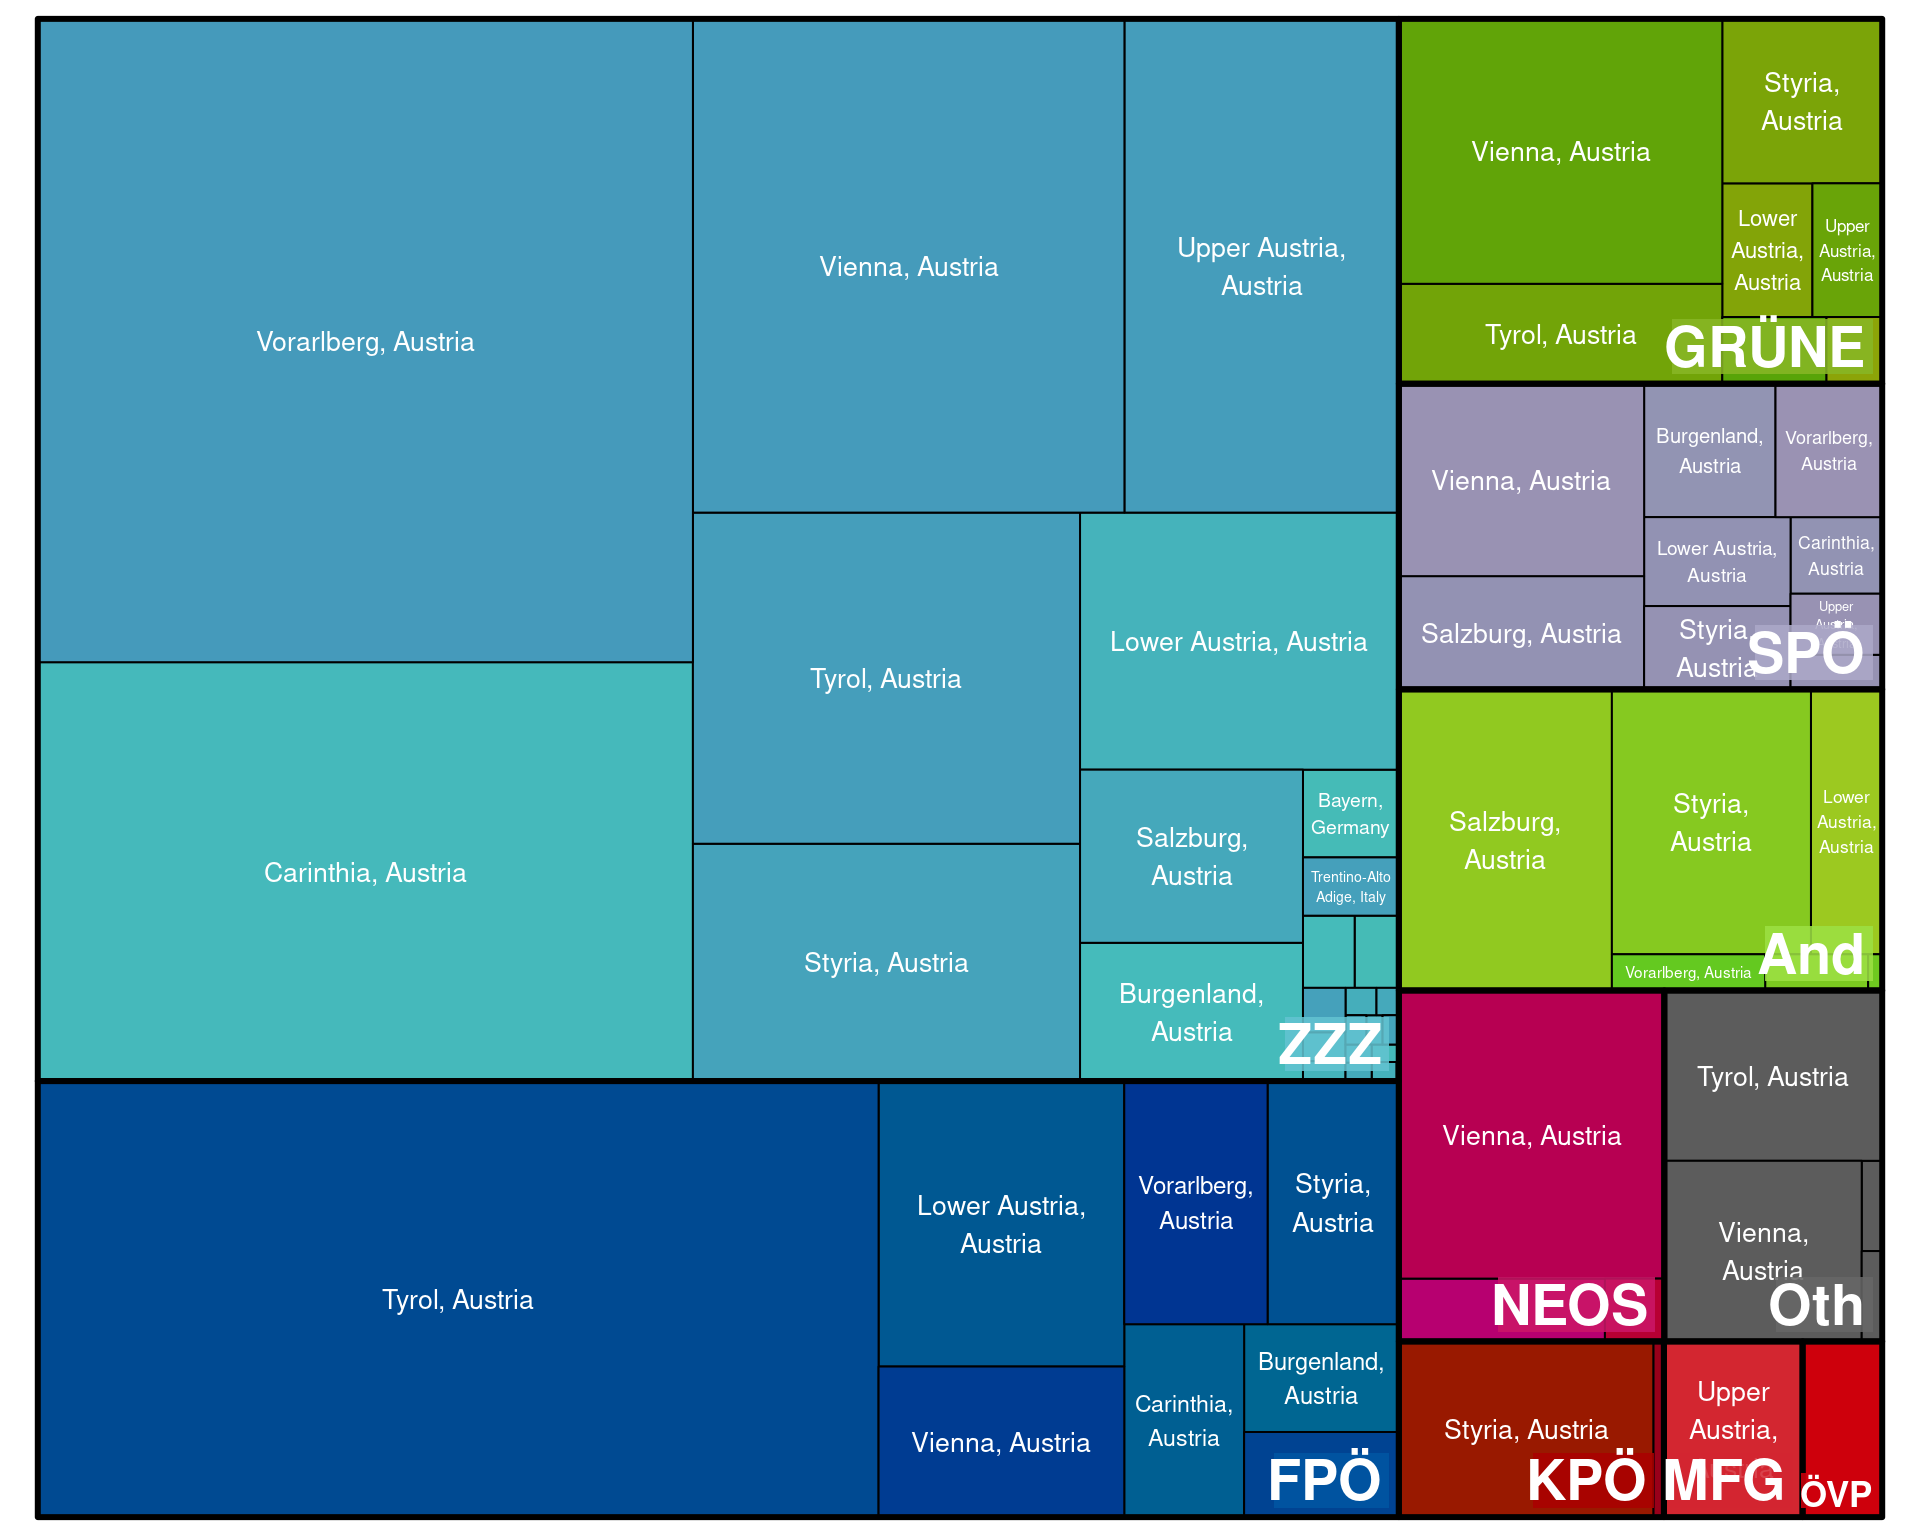 Vorarlberg, Austria
Vienna, Austria
Upper Austria,
Austria
Tyrol, Austria
Lower Austria, Austria
Carinthia, Austria
Styria, Austria
Salzburg,
Austria
Bayern,
Germany
Trentino-Alto
Adige, Italy
Burgenland,
Austria
ZZZ
Tyrol, Austria
Lower Austria,
Austria
Vienna, Austria
Vorarlberg,
Austria
Styria,
Austria
Carinthia,
Austria
Burgenland,
Austria
FPÖ
Vienna, Austria
Styria,
Austria
Lower
Austria,
Austria
Upper
Austria,
Austria
Tyrol, Austria
GRÜNE
Vienna, Austria
Burgenland,
Austria
Vorarlberg,
Austria
Lower Austria,
Austria
Carinthia,
Austria
Salzburg, Austria
Styria,
Austria
Upper
SPÖ
Salzburg,
Austria
Styria,
Austria
Lower
Austria,
Austria
Vorarlberg, Austria
And
Vienna, Austria
NEOS
Tyrol, Austria
Vienna,
Austria
Oth
Styria, Austria
KPÖ
Upper
Austria,
MFG
ÖVP